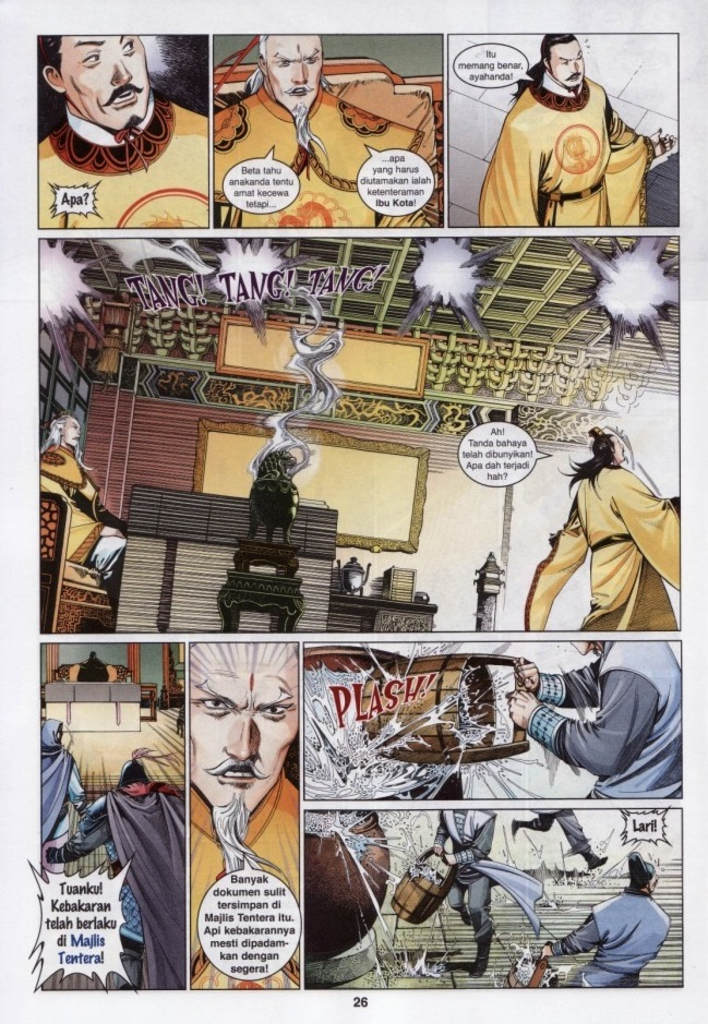 Apa?
Beta tahu
anakanda tentu
amat kecewa
tetapi...
...apa
yang harus
diutamakan ialah
ketenteraman
Ibu Kota!
Itu
memang benar,
ayahanda!
TANG! TANG! TANG!
Ah!
Tanda bahaya
telah dibunyikan!
Apa dah terjadi
hah?
Tuanku!
Kebakaran
telah berlaku
di Majlis
Tentera!
Banyak
dokumen sulit
tersimpan di
Majlis Tentera itu.
Api kebakarannya
mesti dipadam-
kan dengan
segera!
PLASH!
Lari!
26